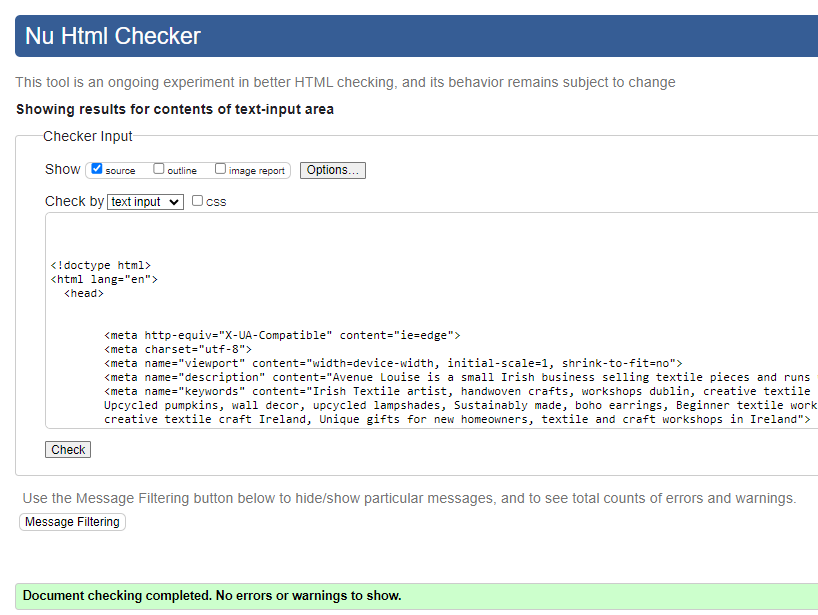 Nu Html Checker
This tool is an ongoing experiment in better HTML checking, and its behavior remains subject to change
Showing results for contents of text-input area
Checker Input
Show source outline image report Options...
Check by text input css
<!doctype html>
<html lang="en">
<head>
<meta http-equiv="X-UA-Compatible" content="ie=edge">
<meta charset="utf-8">
<meta name="viewport" content="width=device-width, initial-scale=1, shrink-to-fit=no">
<meta name="description" content="Avenue Louise is a small Irish business selling textile pieces and runs
<meta name="keywords" content="Irish Textile artist, handwoven crafts, workshops dublin, creative textile
Upcycled pumpkins, wall decor, upcycled lampshades, Sustainably made, boho earrings, Beginner textile work
creative textile craft Ireland, Unique gifts for new homeowners, textile and craft workshops in Ireland">
Check
Use the Message Filtering button below to hide/show particular messages, and to see total counts of errors and warnings.
Message Filtering
Document checking completed. No errors or warnings to show.